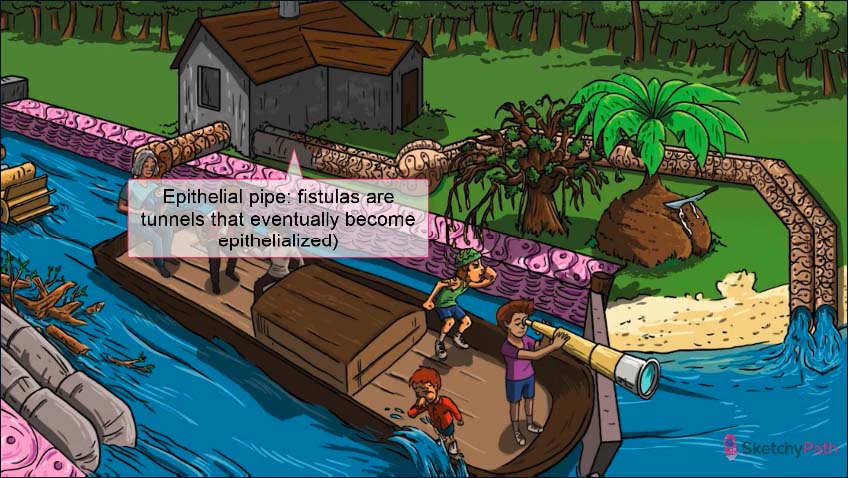 Epithelial pipe: fistulas are
tunnels that eventually become
epithelialized)
SketchyPath